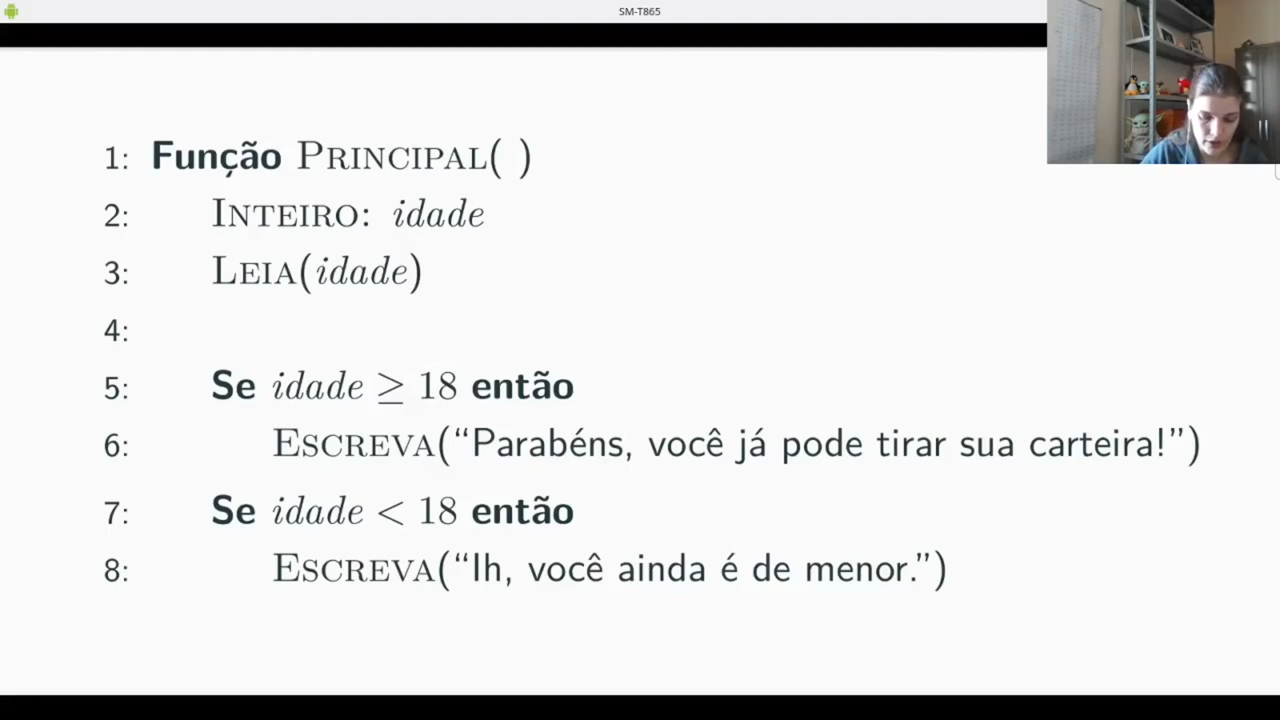 SM-T865
1: Função PRINCIPAL( )
2: INTEIRO: idade
3: LEIA(idade)
4:
5: Se idade ≥ 18 então
6: ESCREVA(“Parabéns, você já pode tirar sua carteira!”)
7: Se idade < 18 então
8: ESCREVA(“Ih, você ainda é de menor.”)